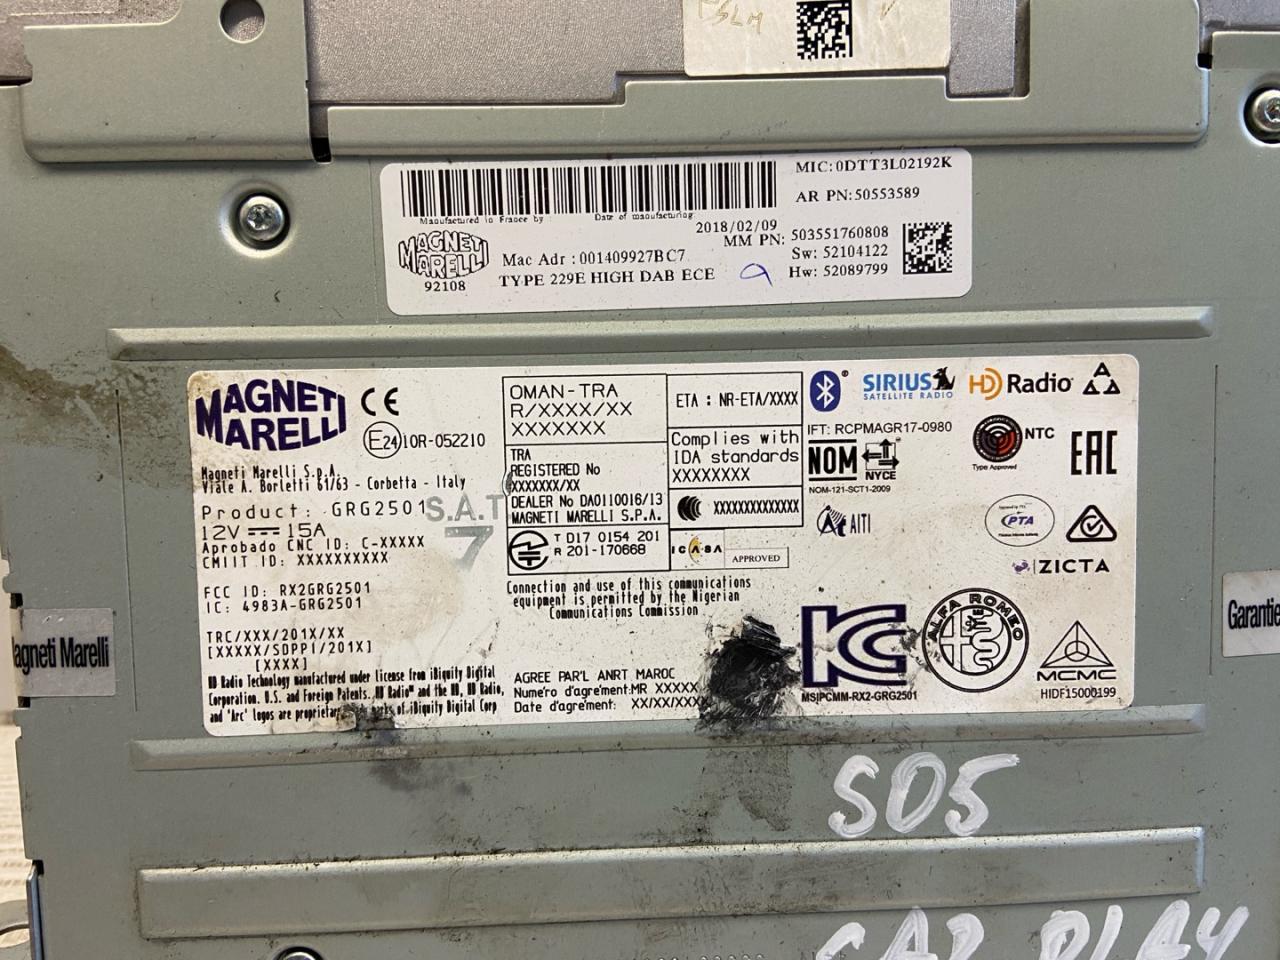 MIC:0DTT3L02192K
AR PN:50553589
Manufactured in France by :
Date of manufacturing:
2018/02/09
MM PN: 503551760808
MAGNETI MARELLI
92108
Mac Adr : 001409927BC7
Sw: 52104122
TYPE 229E HIGH DAB ECE
Hw: 52089799
MAGNETI
MARELLI
CE
E24 10R-052210
Magneti Marelli S.p.A.
Viale A. Borletti 61/63 - Corbetta - Italy
Product: GRG2501
S.A.T
7
12V 15A
Aprobado CNC ID: C-XXXXX
CMIIT ID: XXXXXXXXXX
FCC ID: RX2GRG2501
IC: 4983A-GRG2501
TRC/XXX/201X/XX
[XXXXX/SDPPI/201X]
[XXXX]
HD Radio Technology manufactured under license from iBiquity Digital
Corporation. U.S. and Foreign Patents. HD Radio™ and the HD, HD Radio,
and "Arc" logos are proprietary of iBiquity Digital Corp
OMAN-TRA
R/XXXX/XX
XXXXXXX
TRA
REGISTERED No
XXXXXXX/XX
DEALER No DA0110016/13
MAGNETI MARELLI S.P.A.
T D17 0154 201
R 201-170668
ETA : NR-ETA/XXXX
Complies with
IDA standards
XXXXXXXX
XXXXXXXXXXXXX
ICASA APPROVED
Connection and use of this communications
equipment is permitted by the Nigerian
Communications Commission
AGREE PAR'L ANRT MAROC
Nume'ro d'agrement:MR XXXXX
Date d'agrement: XX/XX/XXX
SIRIUS
SATELLITE RADIO
HD Radio
IFT: RCPMAGR17-0980
NOM
NYCE
NOM-121-SCT1-2009
NTC
Type Approved
EAC
AITI
PTA
ZICTA
KC
MSIPCMM-RX2-GRG2501
ALFA ROMEO
MCMC
HIDF15000199
agneti Marelli
Garantie
S05
CAR PLAY